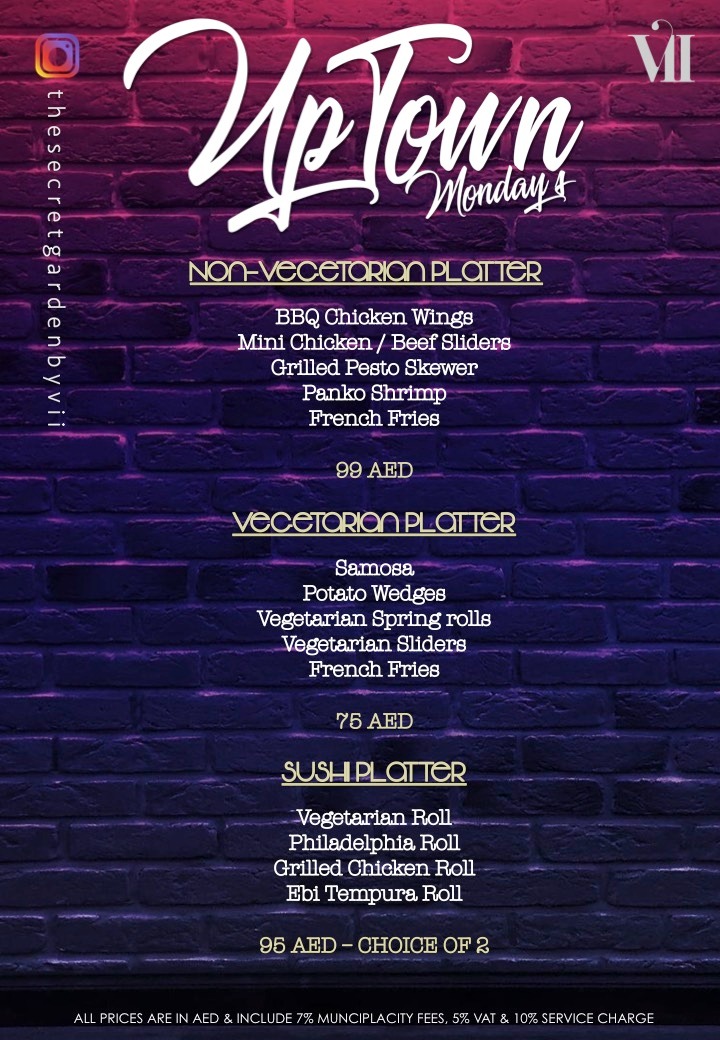 UpTown
Monday's
VII
thesecretgardenbyvii
NON-VEGETARIAN PLATTER
BBQ Chicken Wings
Mini Chicken / Beef Sliders
Grilled Pesto Skewer
Panko Shrimp
French Fries
99 AED
VEGETARIAN PLATTER
Samosa
Potato Wedges
Vegetarian Spring rolls
Vegetarian Sliders
French Fries
75 AED
SUSHI PLATTER
Vegetarian Roll
Philadelphia Roll
Grilled Chicken Roll
Ebi Tempura Roll
95 AED – CHOICE OF 2
ALL PRICES ARE IN AED & INCLUDE 7% MUNCIPLACITY FEES, 5% VAT & 10% SERVICE CHARGE